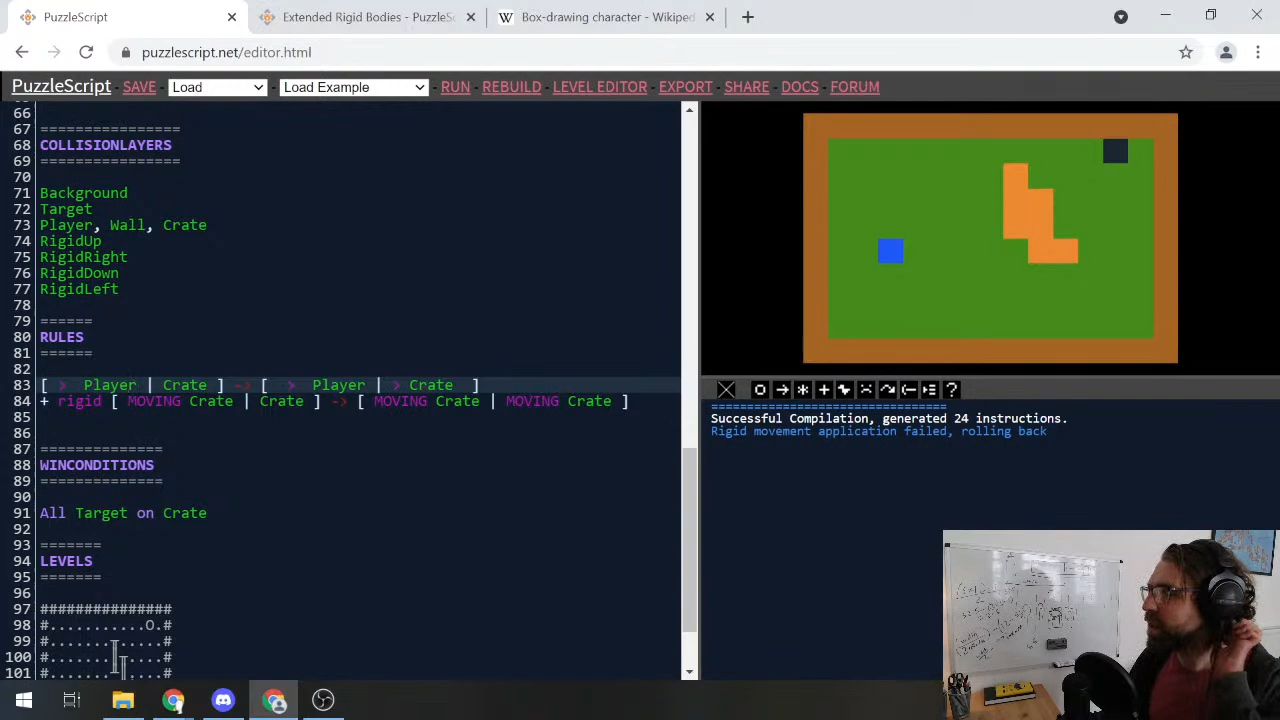 PuzzleScript
Extended Rigid Bodies - PuzzleS
Box-drawing character - Wikiped
puzzlescript.net/editor.html
PuzzleScript - SAVE - Load Load Example - RUN - REBUILD - LEVEL EDITOR - EXPORT - SHARE - DOCS - FORUM
66
67 ================
68 COLLISIONLAYERS
69 ================
70
71 Background
72 Target
73 Player, Wall, Crate
74 RigidUp
75 RigidRight
76 RigidDown
77 RigidLeft
78
79 ======
80 RULES
81 ======
82
83 [ > Player | Crate ] -> [ > Player | > Crate ]
84 + rigid [ MOVING Crate | Crate ] -> [ MOVING Crate | MOVING Crate ]
85
86
87 ==============
88 WINCONDITIONS
89 ==============
90
91 All Target on Crate
92
93 =======
94 LEVELS
95 =======
96
97 ###############
98 #...........O.#
99 #.......╥.....#
100 #.......║╥....#
101 #.......╨║....#
=================================
Successful Compilation, generated 24 instructions.
Rigid movement application failed, rolling back